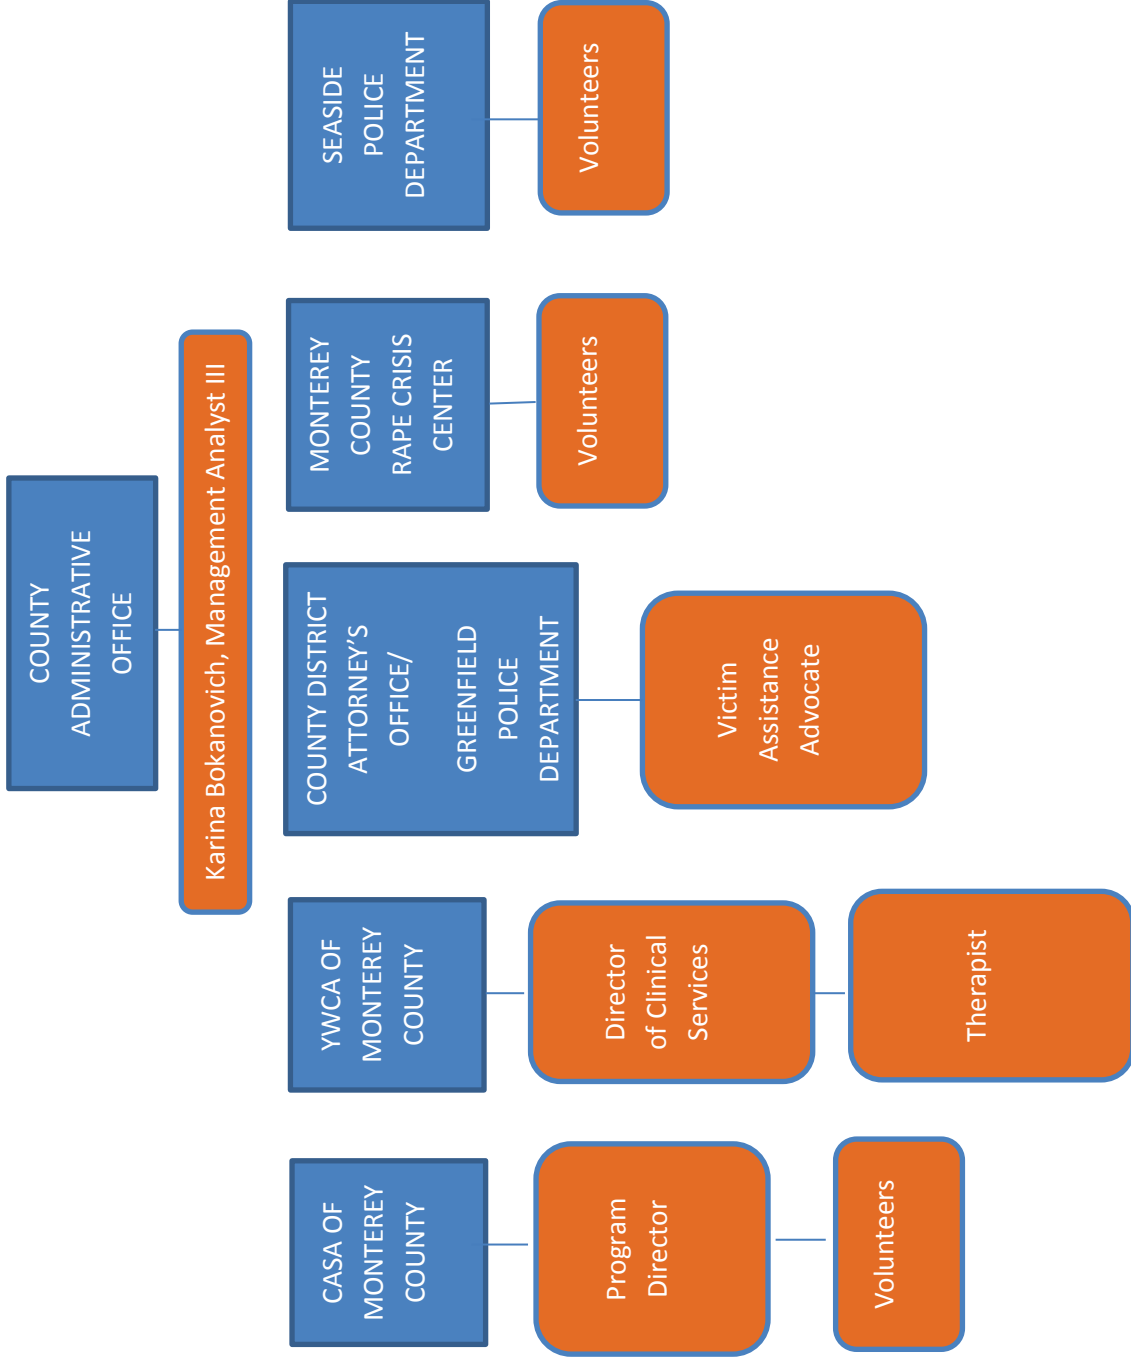 COUNTY
ADMINISTRATIVE
OFFICE
Karina Bokanovich, Management Analyst III
CASA OF
MONTEREY
COUNTY
Program
Director
Volunteers
YWCA OF
MONTEREY
COUNTY
Director
of Clinical
Services
Therapist
COUNTY DISTRICT
ATTORNEY’S
OFFICE/
GREENFIELD
POLICE
DEPARTMENT
Victim
Assistance
Advocate
MONTEREY
COUNTY
RAPE CRISIS
CENTER
Volunteers
SEASIDE
POLICE
DEPARTMENT
Volunteers